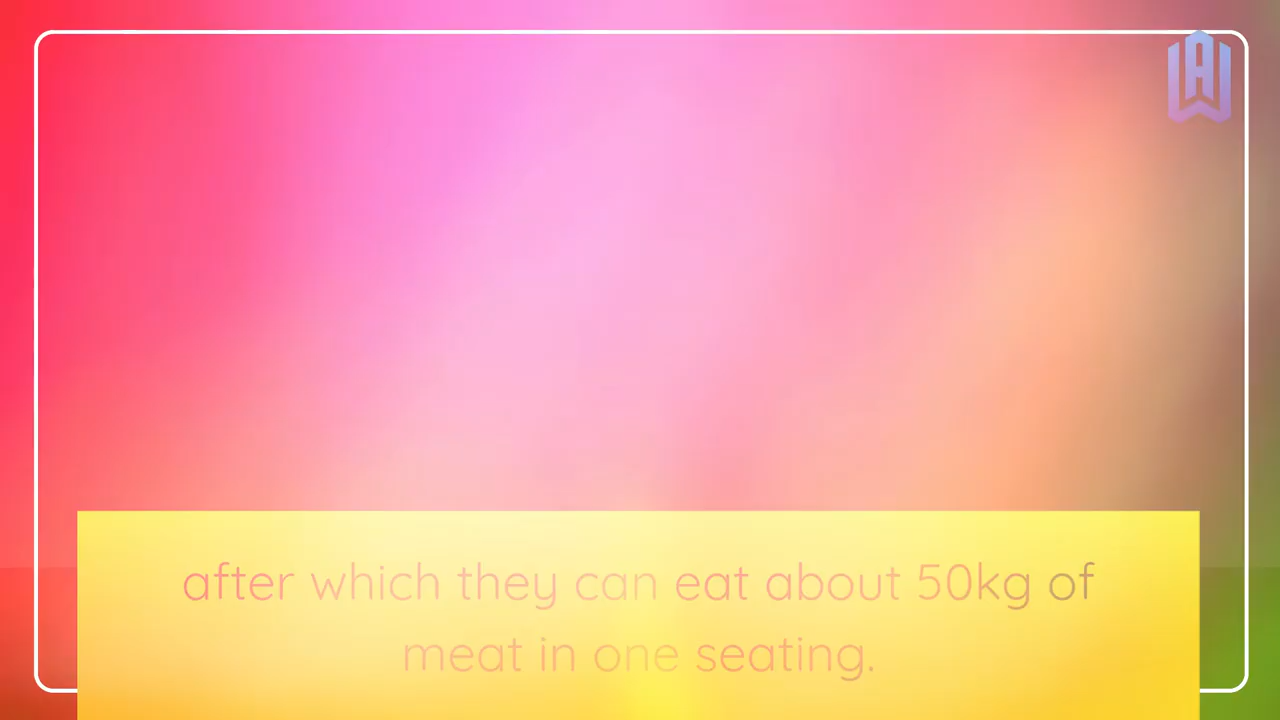 after which they can eat about 50kg of
meat in one seating.